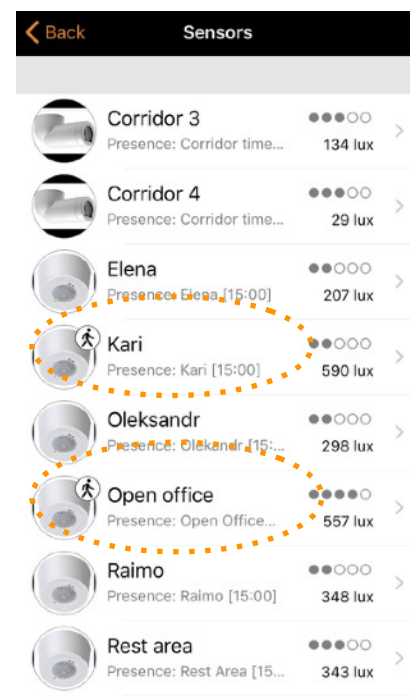 Back
Sensors
Corridor 3
Presence: Corridor time...
134 lux
Corridor 4
Presence: Corridor time...
29 lux
Elena
Presence: Elena [15:00]
207 lux
Kari
Presence: Kari [15:00]
590 lux
Oleksandr
Presence: Olekandr [15:...
298 lux
Open office
Presence: Open Office...
557 lux
Raimo
Presence: Raimo [15:00]
348 lux
Rest area
Presence: Rest Area [15...
343 lux